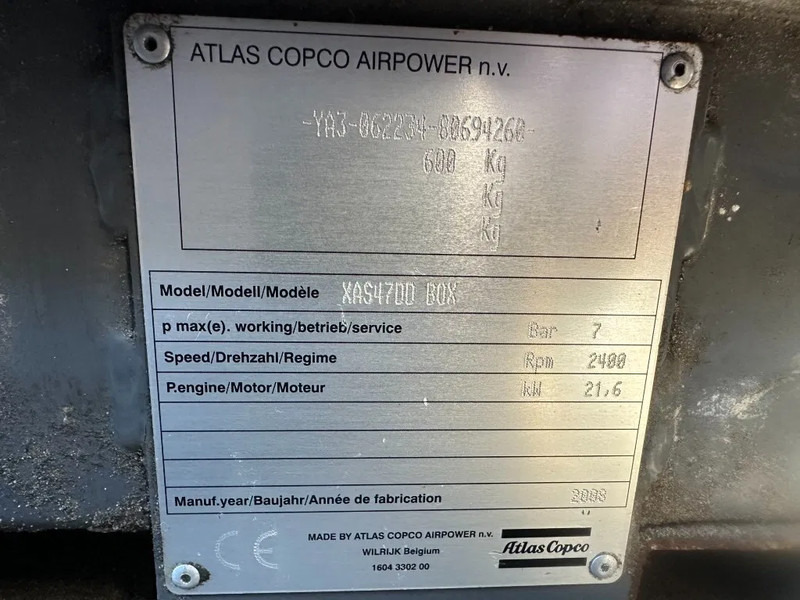 ATLAS COPCO AIRPOWER n.v.
-YA3-062234-80694260-
600 Kg
Kg
Kg
Model/Modell/Modèle XAS47DD BOX
p max(e). working/betrieb/service Bar 7
Speed/Drehzahl/Regime Rpm 2400
P.engine/Motor/Moteur kW 21,6
Manuf.year/Baujahr/Année de fabrication 2008
CE
MADE BY ATLAS COPCO AIRPOWER n.v.
WILRIJK Belgium
1604 3302 00
Atlas Copco